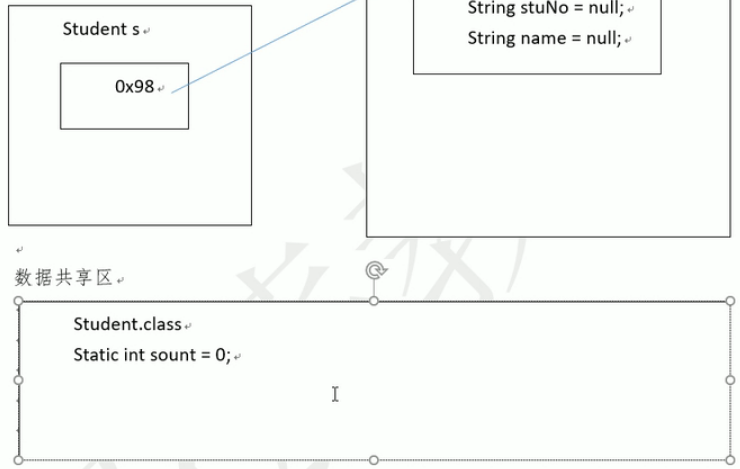 Student s
0x98
String stuNo = null;
String name = null;
数据共享区
Student.class
Static int sount = 0;